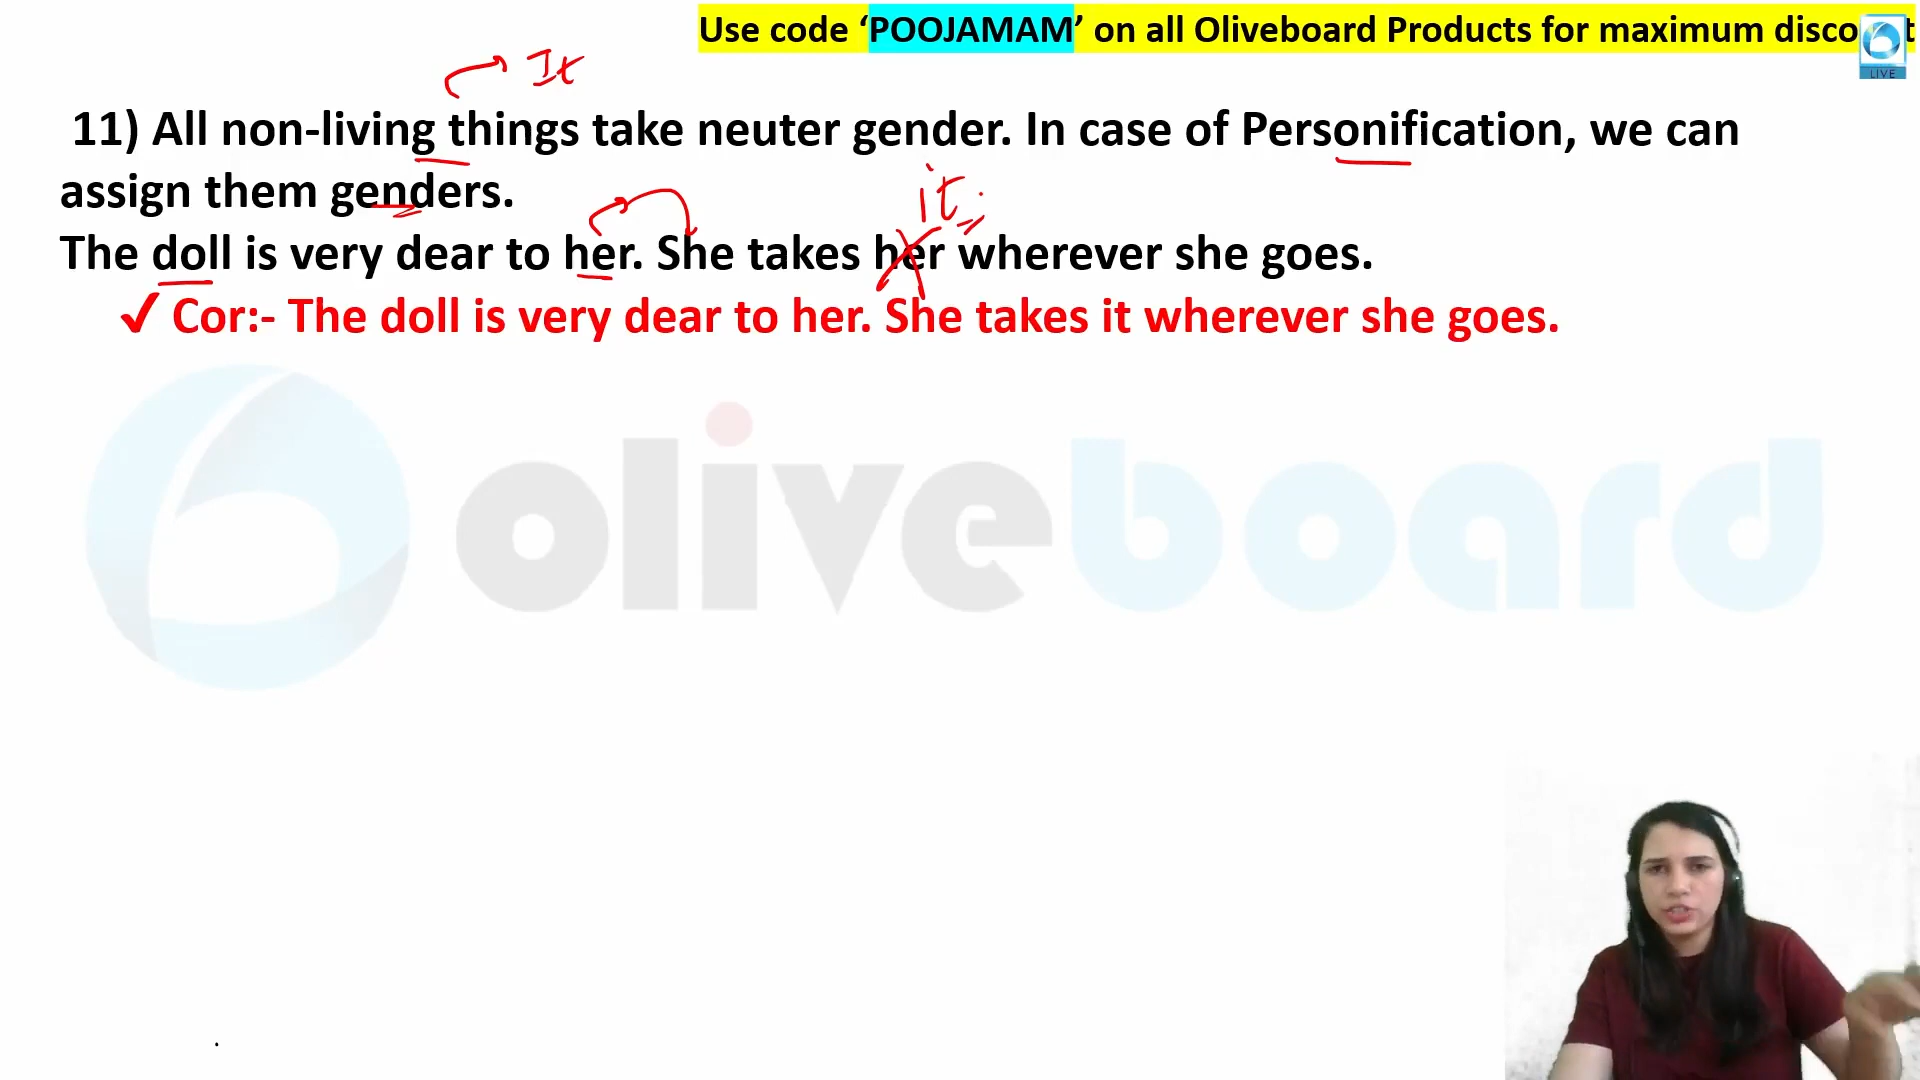 Use code ‘POOJAMAM’ on all Oliveboard Products for maximum disco t
LIVE
It
11) All non-living things take neuter gender. In case of Personification, we can
assign them genders.
it
The doll is very dear to her. She takes her wherever she goes.
✓ Cor:- The doll is very dear to her. She takes it wherever she goes.
oliveboard